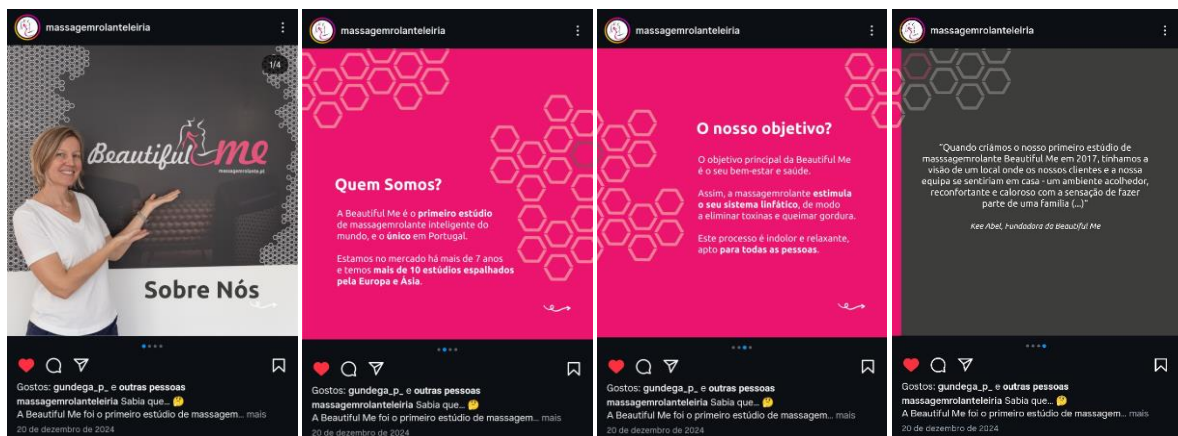 massagemrolanteleiria
1/4
Beautiful me
massagemrolante.pt
Sobre Nós
Gostos: gundega_p_ e outras pessoas
massagemrolanteleiria Sabia que... 🤔
A Beautiful Me foi o primeiro estúdio de massagem... mais
20 de dezembro de 2024
massagemrolanteleiria
Quem Somos?
A Beautiful Me é o primeiro estúdio
de massagemrolante inteligente do
mundo, e o único em Portugal.
Estamos no mercado há mais de 7 anos
e temos mais de 10 estúdios espalhados
pela Europa e Ásia.
Gostos: gundega_p_ e outras pessoas
massagemrolanteleiria Sabia que... 🤔
A Beautiful Me foi o primeiro estúdio de massagem... mais
20 de dezembro de 2024
massagemrolanteleiria
O nosso objetivo?
O objetivo principal da Beautiful Me
é o seu bem-estar e saúde.
Assim, a massagemrolante estimula
o seu sistema linfático, de modo
a eliminar toxinas e queimar gordura.
Este processo é indolor e relaxante,
apto para todas as pessoas.
Gostos: gundega_p_ e outras pessoas
massagemrolanteleiria Sabia que... 🤔
A Beautiful Me foi o primeiro estúdio de massagem... mais
20 de dezembro de 2024
massagemrolanteleiria
"Quando criámos o nosso primeiro estúdio de
masssagemrolante Beautiful Me em 2017, tínhamos a
visão de um local onde os nossos clientes e a nossa
equipa se sentiriam em casa - um ambiente acolhedor,
reconfortante e caloroso com a sensação de fazer
parte de uma família (...)"
Kee Abel, Fundadora da Beautiful Me
Gostos: gundega_p_ e outras pessoas
massagemrolanteleiria Sabia que... 🤔
A Beautiful Me foi o primeiro estúdio de massagem... mais
20 de dezembro de 2024